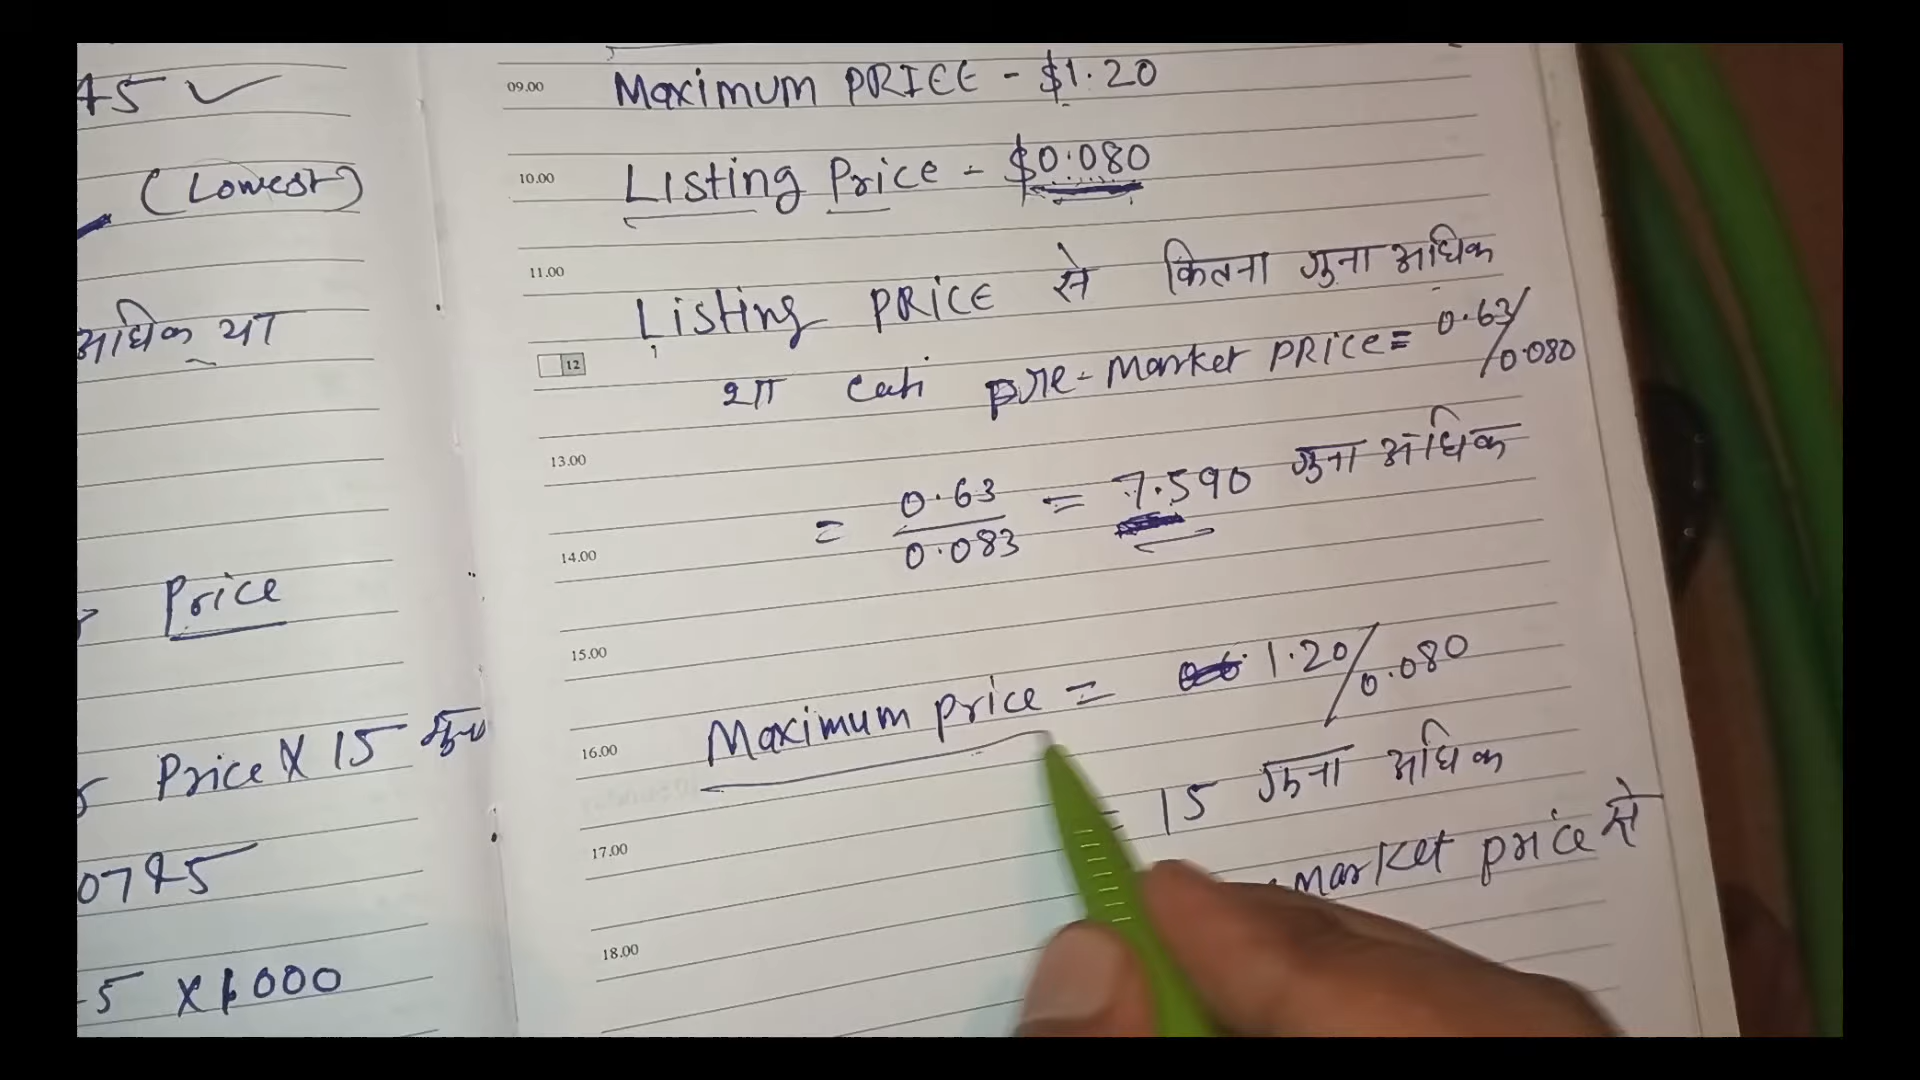 45
(Lowest)
अधिक या
Price
Price X 15 गुना
0745
5 X 1000
09.00
Maximum PRICE - $1.20
10.00
Listing Price - $0.080
11.00
Listing PRICE से कितना गुना अधिक
12
था Cati pre-Market PRICE = 0.63/0.080
13.00
= 0.63/0.083 = 7.590 गुना अधिक
14.00
15.00
Maximum price = 1.20/0.080
16.00
= 15 गुना अधिक
17.00
market price से
18.00